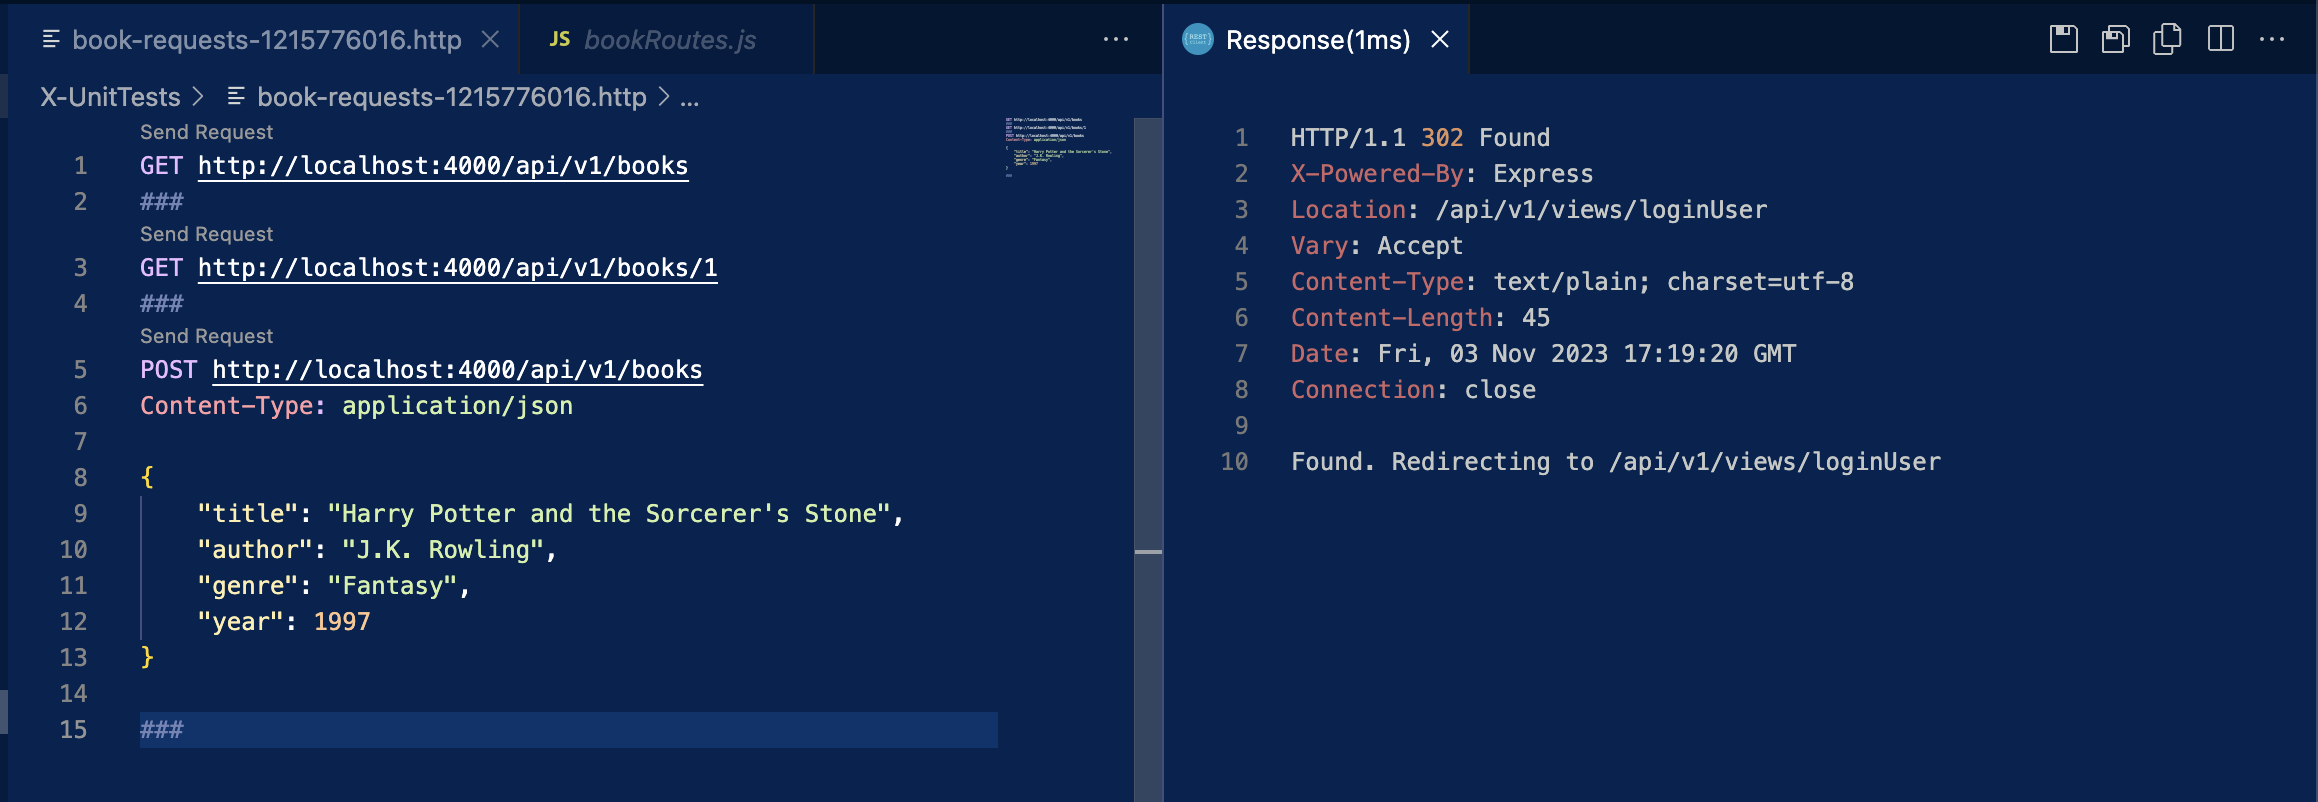 book-requests-1215776016.http
JS bookRoutes.js
Response(1ms)
X-UnitTests > book-requests-1215776016.http > ...
Send Request
1 GET http://localhost:4000/api/v1/books
2 ###
Send Request
3 GET http://localhost:4000/api/v1/books/1
4 ###
Send Request
5 POST http://localhost:4000/api/v1/books
6 Content-Type: application/json
7
8 {
9 "title": "Harry Potter and the Sorcerer's Stone",
10 "author": "J.K. Rowling",
11 "genre": "Fantasy",
12 "year": 1997
13 }
14
15 ###
1 HTTP/1.1 302 Found
2 X-Powered-By: Express
3 Location: /api/v1/views/loginUser
4 Vary: Accept
5 Content-Type: text/plain; charset=utf-8
6 Content-Length: 45
7 Date: Fri, 03 Nov 2023 17:19:20 GMT
8 Connection: close
9
10 Found. Redirecting to /api/v1/views/loginUser